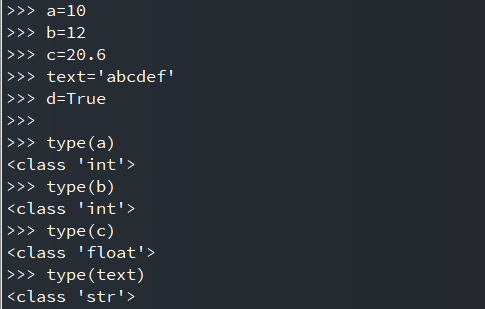 >>> a=10
>>> b=12
>>> c=20.6
>>> text='abcdef'
>>> d=True
>>>
>>> type(a)
<class 'int'>
>>> type(b)
<class 'int'>
>>> type(c)
<class 'float'>
>>> type(text)
<class 'str'>